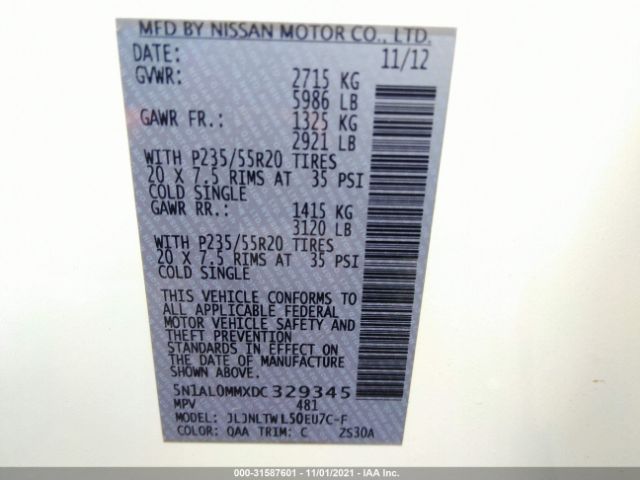 MFD BY NISSAN MOTOR CO., LTD.
DATE: 11/12
GVWR: 2715 KG
5986 LB
GAWR FR.: 1325 KG
2921 LB
WITH P235/55R20 TIRES
20 X 7.5 RIMS AT 35 PSI
COLD SINGLE
GAWR RR.: 1415 KG
3120 LB
WITH P235/55R20 TIRES
20 X 7.5 RIMS AT 35 PSI
COLD SINGLE
THIS VEHICLE CONFORMS TO
ALL APPLICABLE FEDERAL
MOTOR VEHICLE SAFETY AND
THEFT PREVENTION
STANDARDS IN EFFECT ON
THE DATE OF MANUFACTURE
SHOWN ABOVE.
5N1AL0MMXDC329345
MPV 481
MODEL: JLJNLTWL50EU7C-F
COLOR: QAA TRIM: C ZS30A
000-31587601 - 11/01/2021 - IAA Inc.